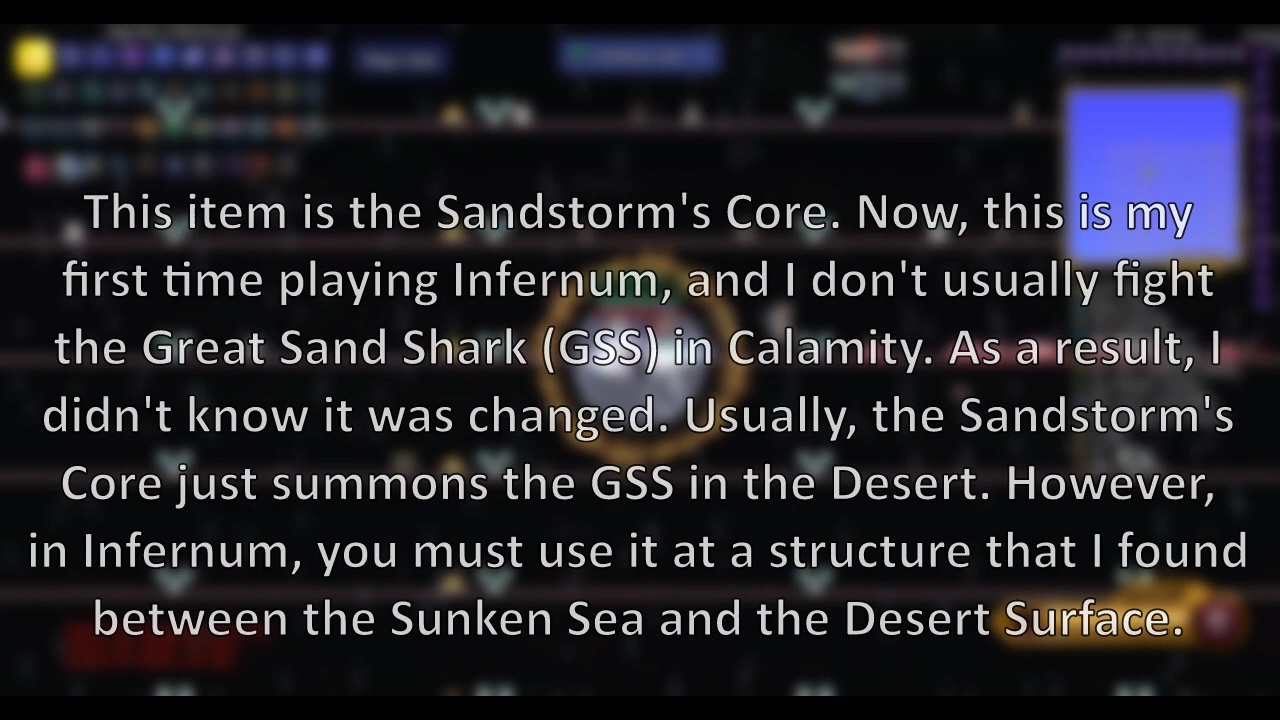 This item is the Sandstorm's Core. Now, this is my
first time playing Infernum, and I don't usually fight
the Great Sand Shark (GSS) in Calamity. As a result, I
didn't know it was changed. Usually, the Sandstorm's
Core just summons the GSS in the Desert. However,
in Infernum, you must use it at a structure that I found
between the Sunken Sea and the Desert Surface.